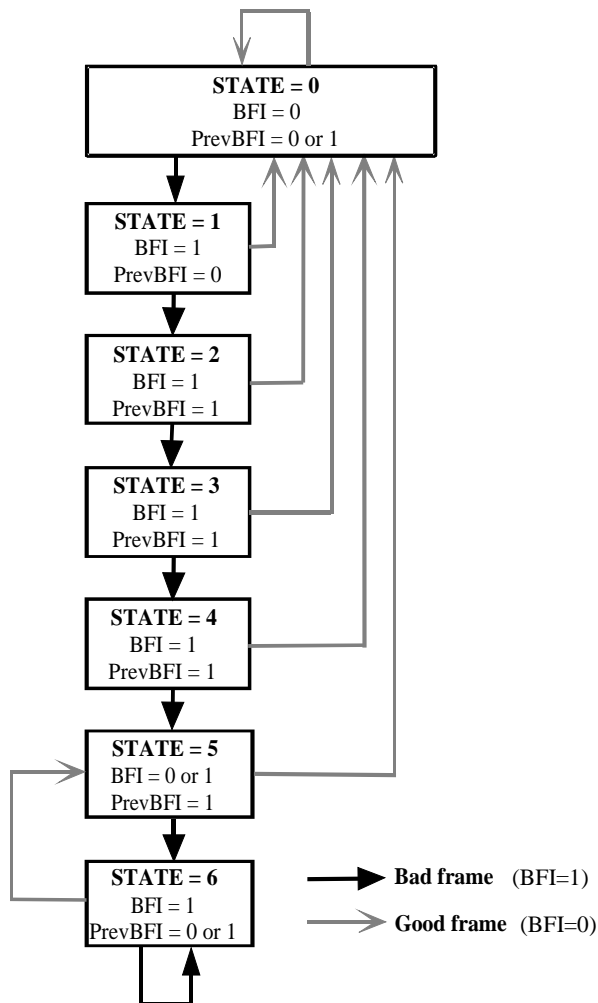 STATE = 0
BFI = 0
PrevBFI = 0 or 1
STATE = 1
BFI = 1
PrevBFI = 0
STATE = 2
BFI = 1
PrevBFI = 1
STATE = 3
BFI = 1
PrevBFI = 1
STATE = 4
BFI = 1
PrevBFI = 1
STATE = 5
BFI = 0 or 1
PrevBFI = 1
STATE = 6
BFI = 1
PrevBFI = 0 or 1
Bad frame (BFI=1)
Good frame (BFI=0)